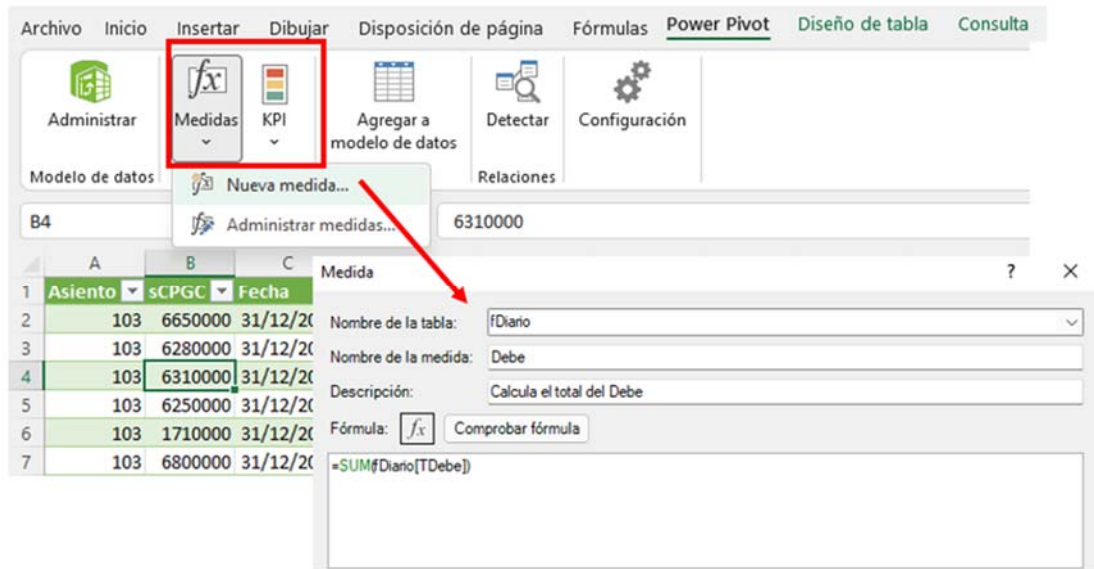 Archivo Inicio Insertar Dibujar Disposición de página Fórmulas Power Pivot Diseño de tabla Consulta
Administrar
Medidas
KPI
Agregar a
modelo de datos
Detectar
Configuración
Modelo de datos
Relaciones
Nueva medida...
Administrar medidas...
B4
6310000
A B C
1 Asiento sCPGC Fecha
2 103 6650000 31/12/20
3 103 6280000 31/12/20
4 103 6310000 31/12/20
5 103 6250000 31/12/20
6 103 1710000 31/12/20
7 103 6800000 31/12/20
Medida ? X
Nombre de la tabla: fDiario
Nombre de la medida: Debe
Descripción: Calcula el total del Debe
Fórmula: fx Comprobar fórmula
=SUM(fDiario[TDebe])